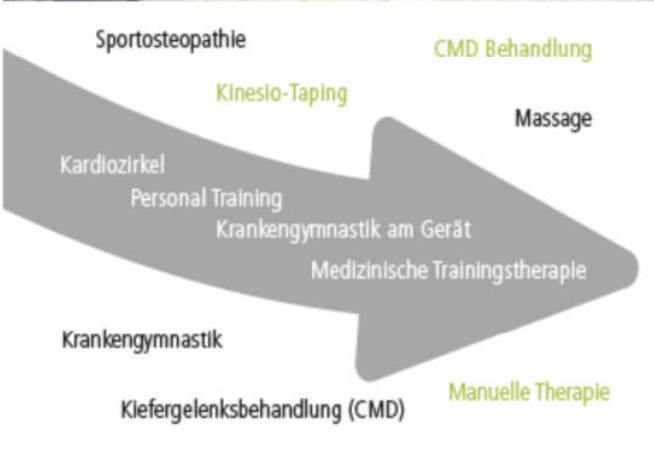 Sportosteopathie
CMD Behandlung
Kinesio-Taping
Massage
Kardiozirkel
Personal Training
Krankengymnastik am Gerät
Medizinische Trainingstherapie
Krankengymnastik
Manuelle Therapie
Kiefergelenksbehandlung (CMD)